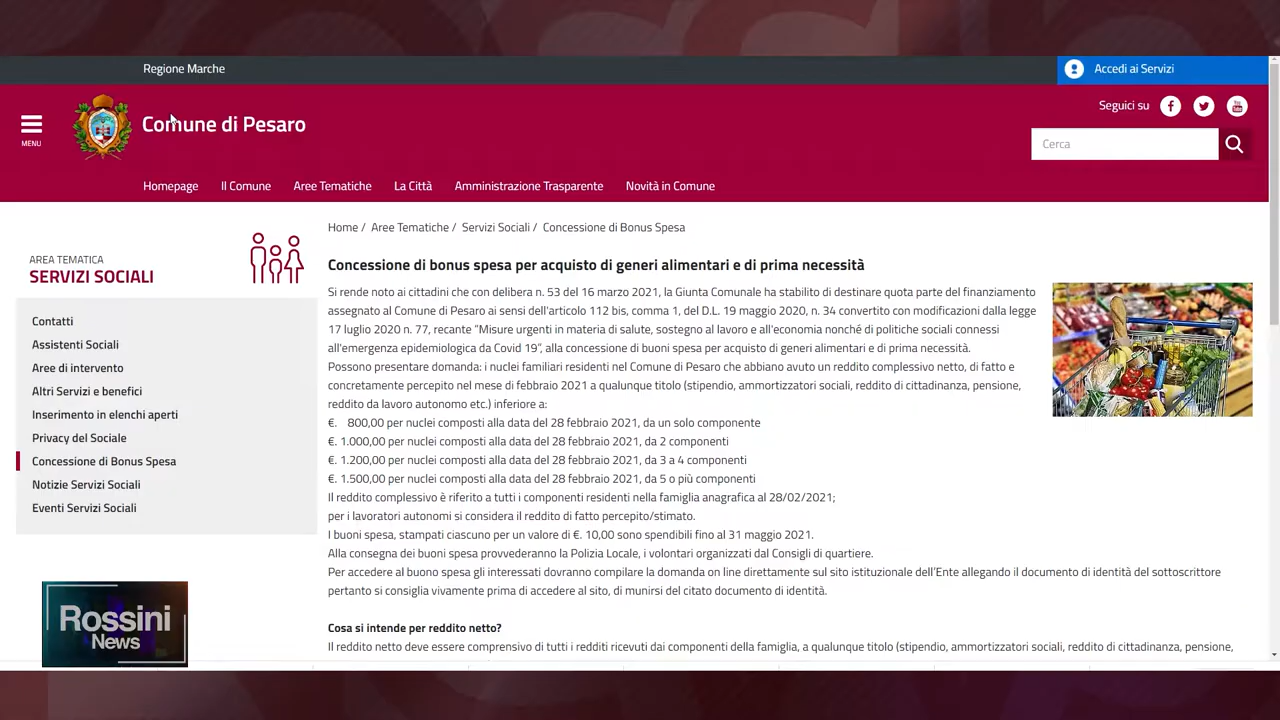 Regione Marche
Accedi ai Servizi
MENU
Comune di Pesaro
Seguici su
Cerca
Homepage Il Comune Aree Tematiche La Città Amministrazione Trasparente Novità in Comune
AREA TEMATICA
SERVIZI SOCIALI
Contatti
Assistenti Sociali
Aree di intervento
Altri Servizi e benefici
Inserimento in elenchi aperti
Privacy del Sociale
Concessione di Bonus Spesa
Notizie Servizi Sociali
Eventi Servizi Sociali
Rossini
News
Home / Aree Tematiche / Servizi Sociali / Concessione di Bonus Spesa
Concessione di bonus spesa per acquisto di generi alimentari e di prima necessità
Si rende noto ai cittadini che con delibera n. 53 del 16 marzo 2021, la Giunta Comunale ha stabilito di destinare quota parte del finanziamento
assegnato al Comune di Pesaro ai sensi dell'articolo 112 bis, comma 1, del D.L. 19 maggio 2020, n. 34 convertito con modificazioni dalla legge
17 luglio 2020 n. 77, recante "Misure urgenti in materia di salute, sostegno al lavoro e all'economia nonché di politiche sociali connessi
all'emergenza epidemiologica da Covid 19", alla concessione di buoni spesa per acquisto di generi alimentari e di prima necessità.
Possono presentare domanda: i nuclei familiari residenti nel Comune di Pesaro che abbiano avuto un reddito complessivo netto, di fatto e
concretamente percepito nel mese di febbraio 2021 a qualunque titolo (stipendio, ammortizzatori sociali, reddito di cittadinanza, pensione,
reddito da lavoro autonomo etc.) inferiore a:
€. 800,00 per nuclei composti alla data del 28 febbraio 2021, da un solo componente
€. 1.000,00 per nuclei composti alla data del 28 febbraio 2021, da 2 componenti
€. 1.200,00 per nuclei composti alla data del 28 febbraio 2021, da 3 a 4 componenti
€. 1.500,00 per nuclei composti alla data del 28 febbraio 2021, da 5 o più componenti
Il reddito complessivo è riferito a tutti i componenti residenti nella famiglia anagrafica al 28/02/2021;
per i lavoratori autonomi si considera il reddito di fatto percepito/stimato.
I buoni spesa, stampati ciascuno per un valore di €. 10,00 sono spendibili fino al 31 maggio 2021.
Alla consegna dei buoni spesa provvederanno la Polizia Locale, i volontari organizzati dal Consigli di quartiere.
Per accedere al buono spesa gli interessati dovranno compilare la domanda on line direttamente sul sito istituzionale dell'Ente allegando il documento di identità del sottoscrittore
pertanto si consiglia vivamente prima di accedere al sito, di munirsi del citato documento di identità.
Cosa si intende per reddito netto?
Il reddito netto deve essere comprensivo di tutti i redditi ricevuti dai componenti della famiglia, a qualunque titolo (stipendio, ammortizzatori sociali, reddito di cittadinanza, pensione,